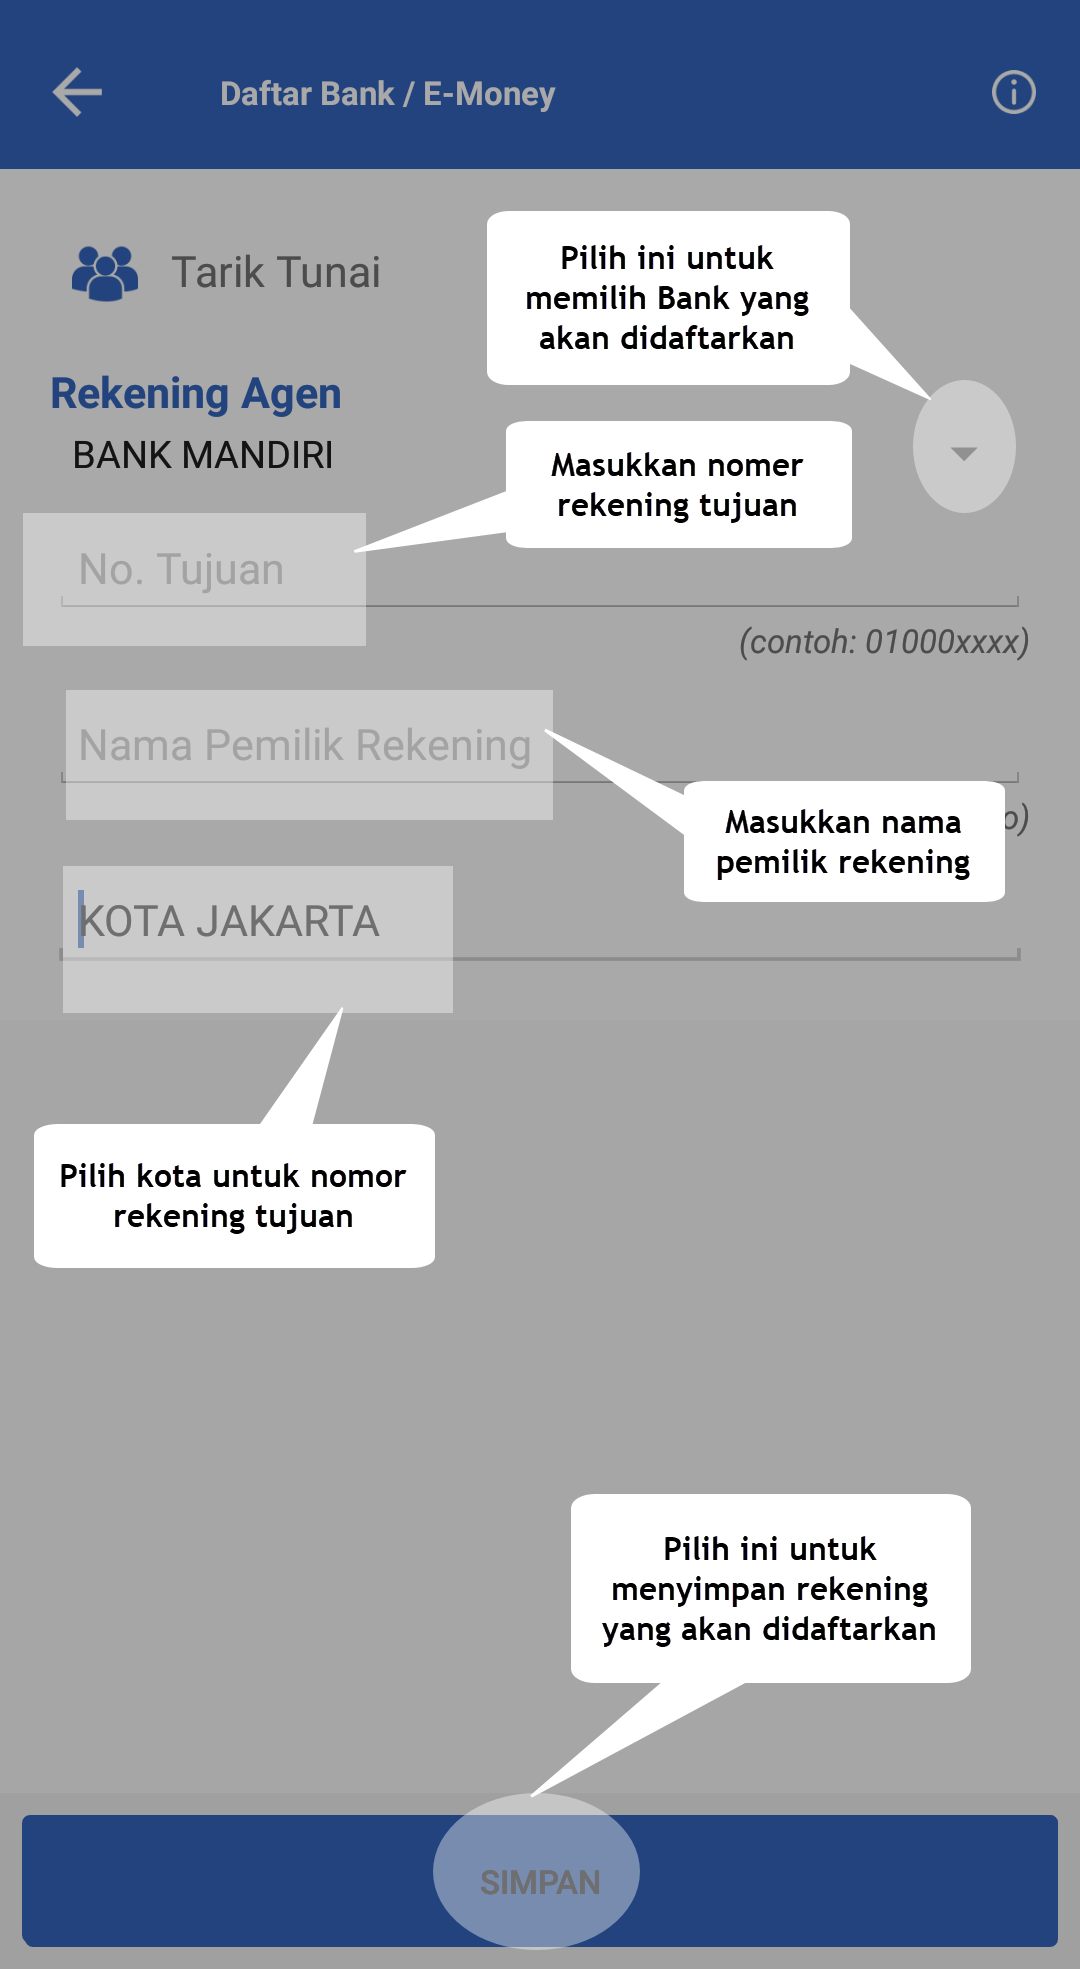 Daftar Bank / E-Money
Tarik Tunai
Pilih ini untuk
memilih Bank yang
akan didaftarkan
Rekening Agen
BANK MANDIRI
Masukkan nomer
rekening tujuan
No. Tujuan
(contoh: 01000xxxx)
Nama Pemilik Rekening
Masukkan nama
pemilik rekening
o)
KOTA JAKARTA
Pilih kota untuk nomor
rekening tujuan
Pilih ini untuk
menyimpan rekening
yang akan didaftarkan
SIMPAN